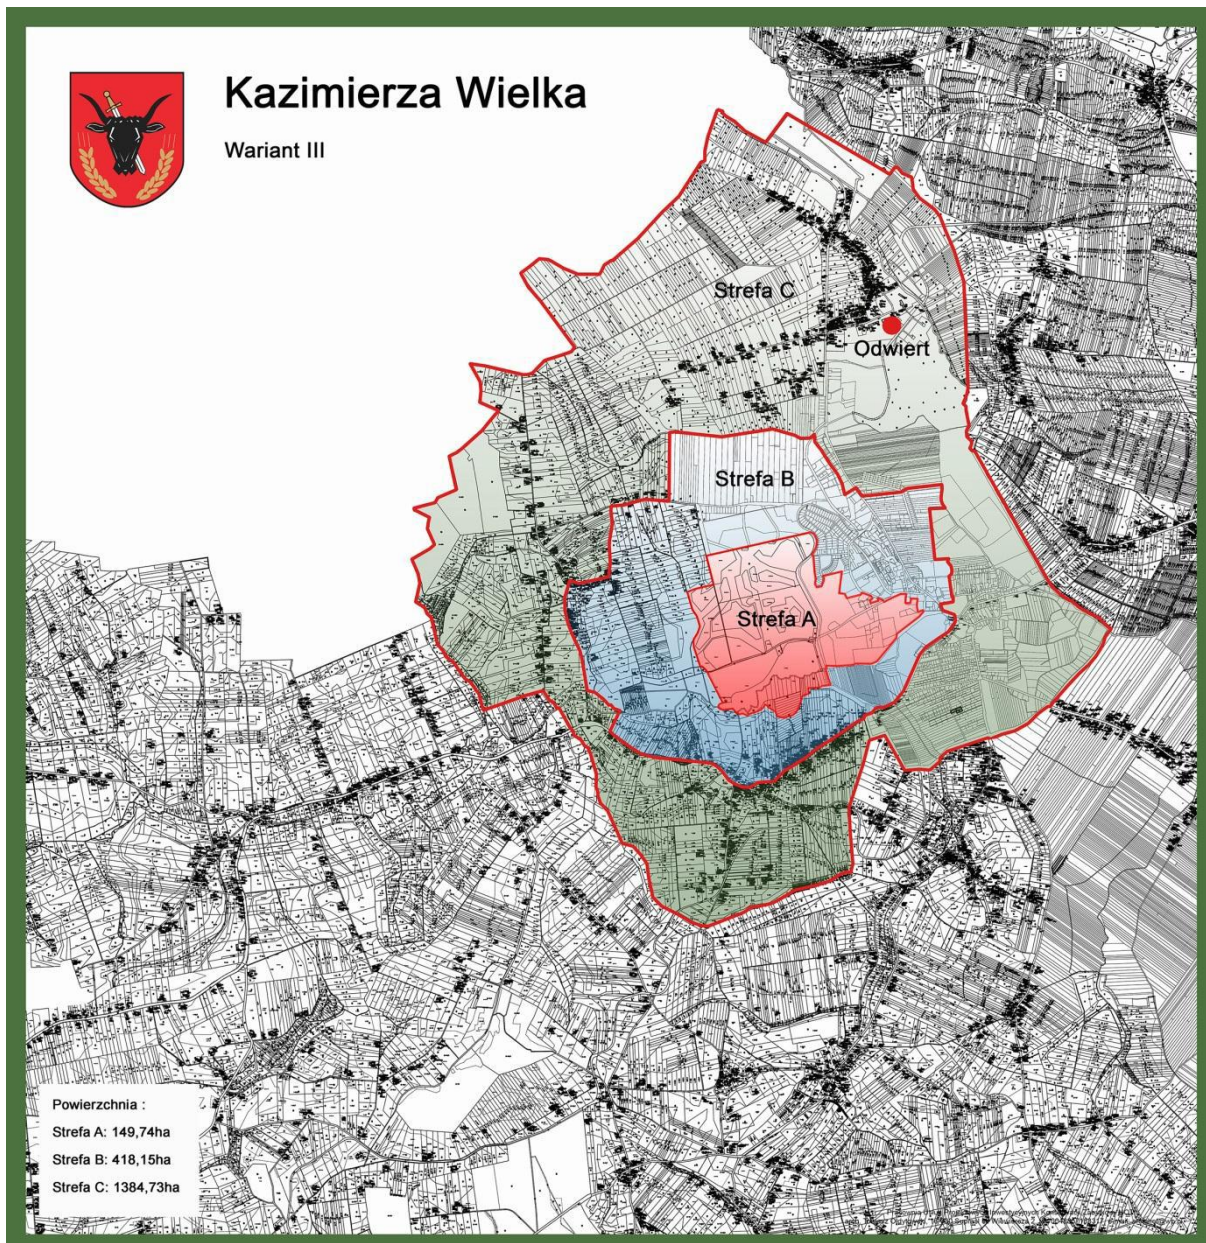 Kazimierza Wielka
Wariant III
Strefa C
Odwiert
Strefa B
Strefa A
Powierzchnia :
Strefa A: 149,74ha
Strefa B: 418,15ha
Strefa C: 1384,73ha